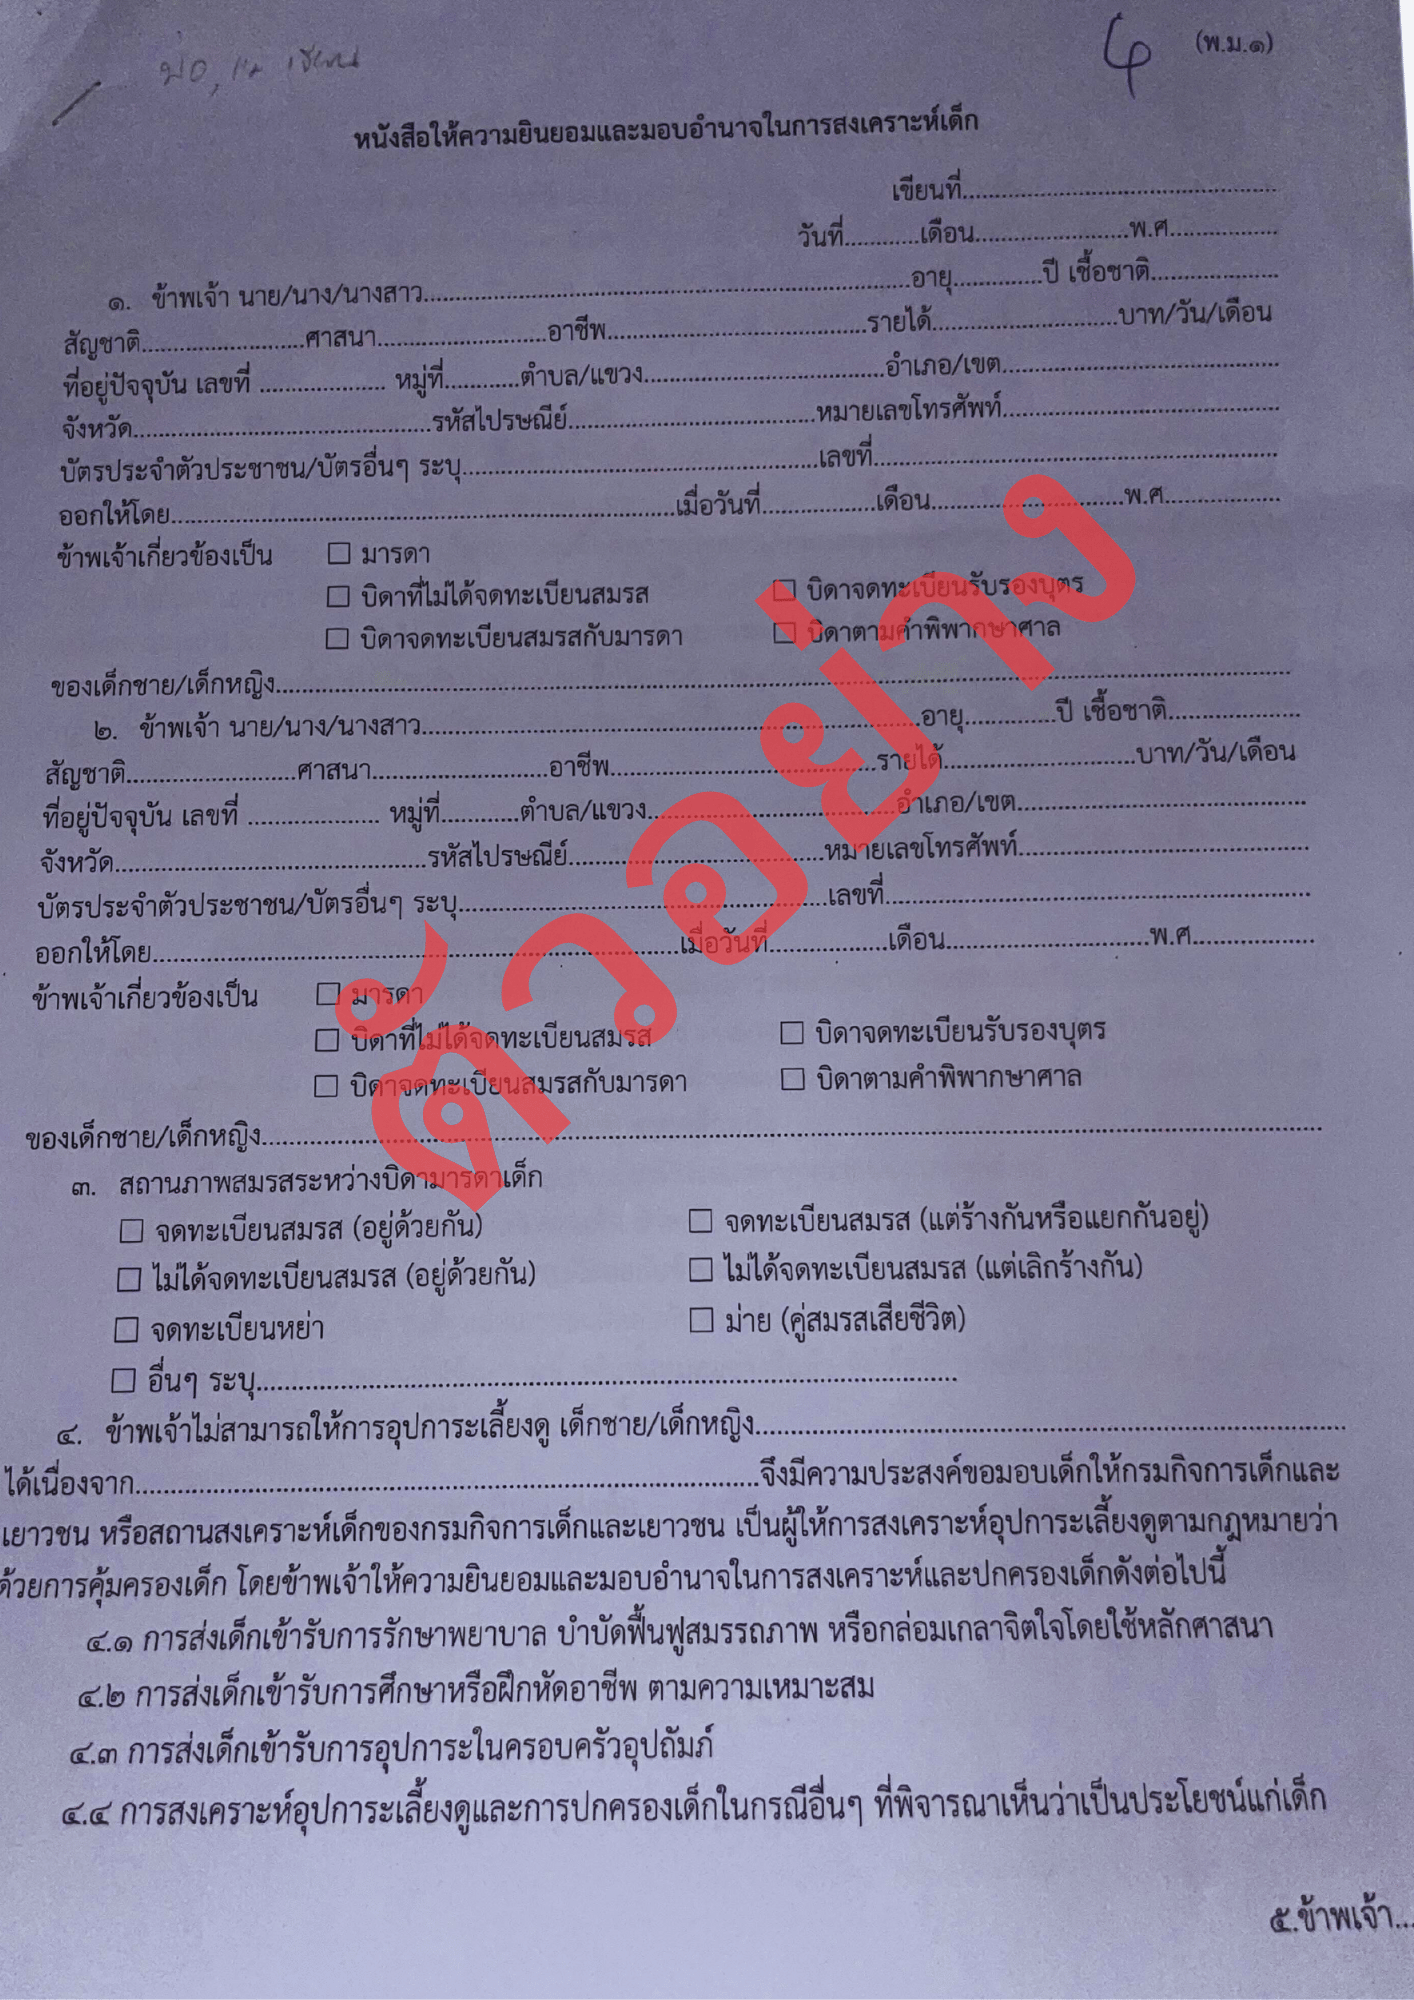 พ่อ, แม่ เขียน
(พ.ม.๑)
หนังสือให้ความยินยอมและมอบอำนาจในการสงเคราะห์เด็ก
เขียนที่................................................
วันที่............เดือน........................พ.ศ.................
๑. ข้าพเจ้า นาย/นาง/นางสาว..........................................................................อายุ..............ปี เชื้อชาติ....................
สัญชาติ.........................ศาสนา..........................อาชีพ........................................รายได้............................บาท/วัน/เดือน
ที่อยู่ปัจจุบัน เลขที่ .................... หมู่ที่............ตำบล/แขวง......................................อำเภอ/เขต..........................................
จังหวัด...............................................รหัสไปรษณีย์.......................................หมายเลขโทรศัพท์..........................................
บัตรประจำตัวประชาชน/บัตรอื่นๆ ระบุ........................................................เลขที่...............................................................
ออกให้โดย...............................................................................เมื่อวันที่..................เดือน..............................พ.ศ..................
ข้าพเจ้าเกี่ยวข้องเป็น ☐ มารดา
☐ บิดาที่ไม่ได้จดทะเบียนสมรส ☐ บิดาจดทะเบียนรับรองบุตร
☐ บิดาจดทะเบียนสมรสกับมารดา ☐ บิดาตามคำพิพากษาศาล
ของเด็กชาย/เด็กหญิง..............................................................................................................................
๒. ข้าพเจ้า นาย/นาง/นางสาว..........................................................................อายุ..............ปี เชื้อชาติ....................
สัญชาติ.........................ศาสนา..........................อาชีพ........................................รายได้............................บาท/วัน/เดือน
ที่อยู่ปัจจุบัน เลขที่ .................... หมู่ที่............ตำบล/แขวง......................................อำเภอ/เขต..........................................
จังหวัด...............................................รหัสไปรษณีย์.......................................หมายเลขโทรศัพท์..........................................
บัตรประจำตัวประชาชน/บัตรอื่นๆ ระบุ........................................................เลขที่...............................................................
ออกให้โดย...............................................................................เมื่อวันที่..................เดือน..............................พ.ศ..................
ข้าพเจ้าเกี่ยวข้องเป็น ☐ มารดา
☐ บิดาที่ไม่ได้จดทะเบียนสมรส ☐ บิดาจดทะเบียนรับรองบุตร
☐ บิดาจดทะเบียนสมรสกับมารดา ☐ บิดาตามคำพิพากษาศาล
ของเด็กชาย/เด็กหญิง..............................................................................................................................
๓. สถานภาพสมรสระหว่างบิดามารดาเด็ก
☐ จดทะเบียนสมรส (อยู่ด้วยกัน) ☐ จดทะเบียนสมรส (แต่ร้างกันหรือแยกกันอยู่)
☐ ไม่ได้จดทะเบียนสมรส (อยู่ด้วยกัน) ☐ ไม่ได้จดทะเบียนสมรส (แต่เลิกร้างกัน)
☐ จดทะเบียนหย่า ☐ ม่าย (คู่สมรสเสียชีวิต)
☐ อื่นๆ ระบุ....................................................................................................
๔. ข้าพเจ้าไม่สามารถให้การอุปการะเลี้ยงดู เด็กชาย/เด็กหญิง....................................................................................
ได้เนื่องจาก.........................................................................................จึงมีความประสงค์ขอมอบเด็กให้กรมกิจการเด็กและ
เยาวชน หรือสถานสงเคราะห์เด็กของกรมกิจการเด็กและเยาวชน เป็นผู้ให้การสงเคราะห์อุปการะเลี้ยงดูตามกฎหมายว่า
ด้วยการคุ้มครองเด็ก โดยข้าพเจ้าให้ความยินยอมและมอบอำนาจในการสงเคราะห์และปกครองเด็กดังต่อไปนี้
๔.๑ การส่งเด็กเข้ารับการรักษาพยาบาล บำบัดฟื้นฟูสมรรถภาพ หรือกล่อมเกลาจิตใจโดยใช้หลักศาสนา
๔.๒ การส่งเด็กเข้ารับการศึกษาหรือฝึกหัดอาชีพ ตามความเหมาะสม
๔.๓ การส่งเด็กเข้ารับการอุปการะในครอบครัวอุปถัมภ์
๔.๔ การสงเคราะห์อุปการะเลี้ยงดูและการปกครองเด็กในกรณีอื่นๆ ที่พิจารณาเห็นว่าเป็นประโยชน์แก่เด็ก
๕.ข้าพเจ้า...
ตัวอย่าง